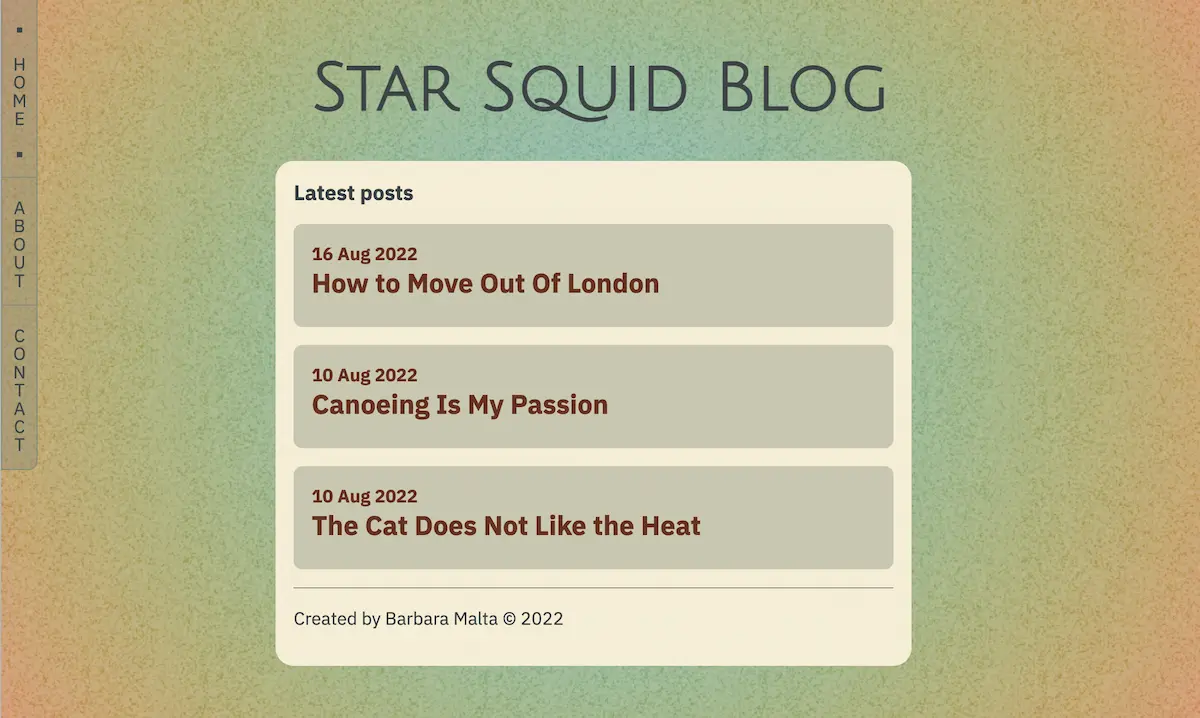 HOME
ABOUT
CONTACT
Star Squid Blog
Latest posts
16 Aug 2022
How to Move Out Of London
10 Aug 2022
Canoeing Is My Passion
10 Aug 2022
The Cat Does Not Like the Heat
Created by Barbara Malta © 2022